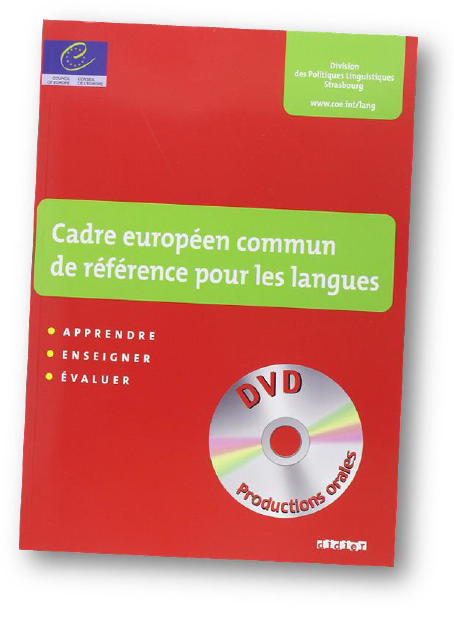 COUNCIL CONSEIL
OF EUROPE DE L'EUROPE
Division
des Politiques Linguistiques
Strasbourg
www.coe.int/lang
Cadre européen commun
de référence pour les langues
• APPRENDRE
• ENSEIGNER
• ÉVALUER
DVD
Productions orales
didier